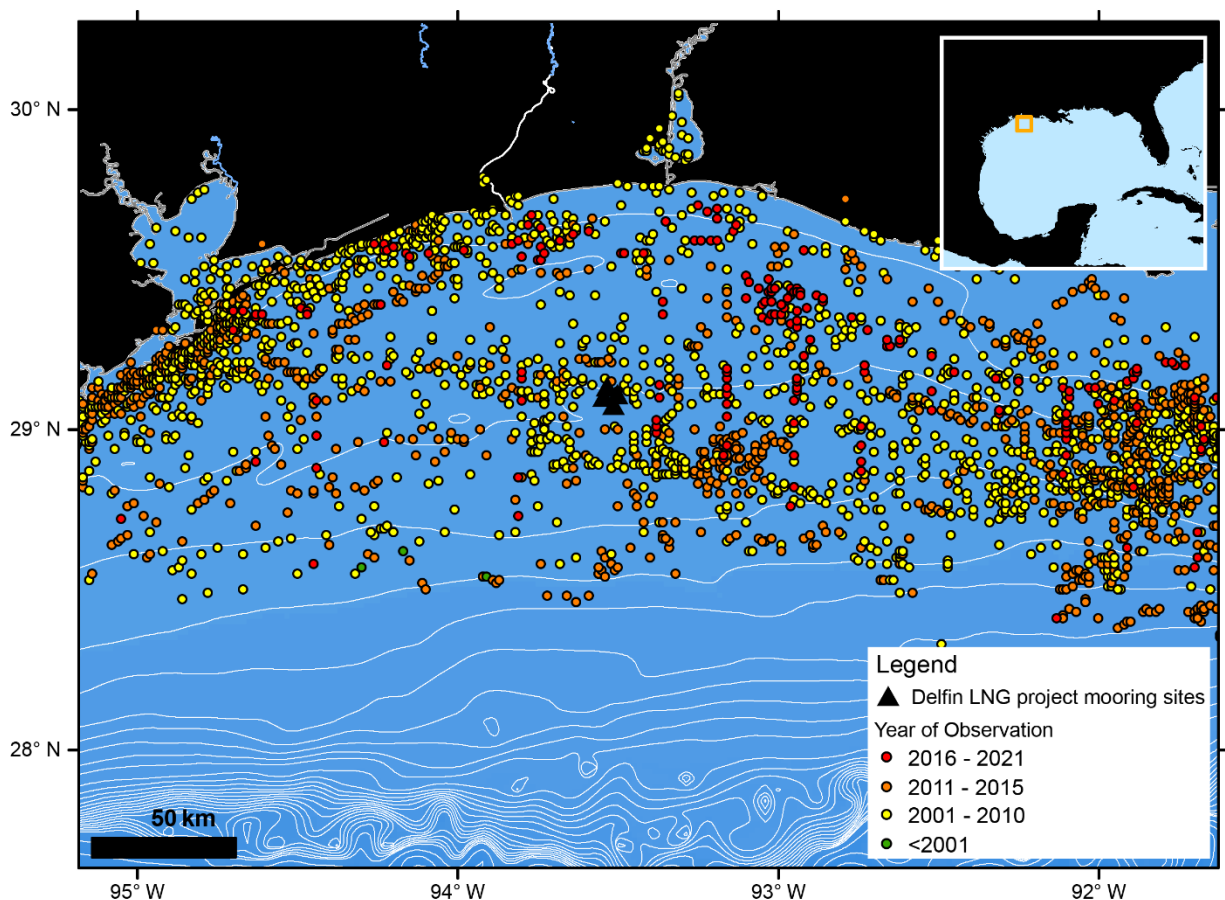 30° N
29° N
28° N
50 km
Legend
Delfin LNG project mooring sites
Year of Observation
2016 - 2021
2011 - 2015
2001 - 2010
<2001
95° W
94° W
93° W
92° W